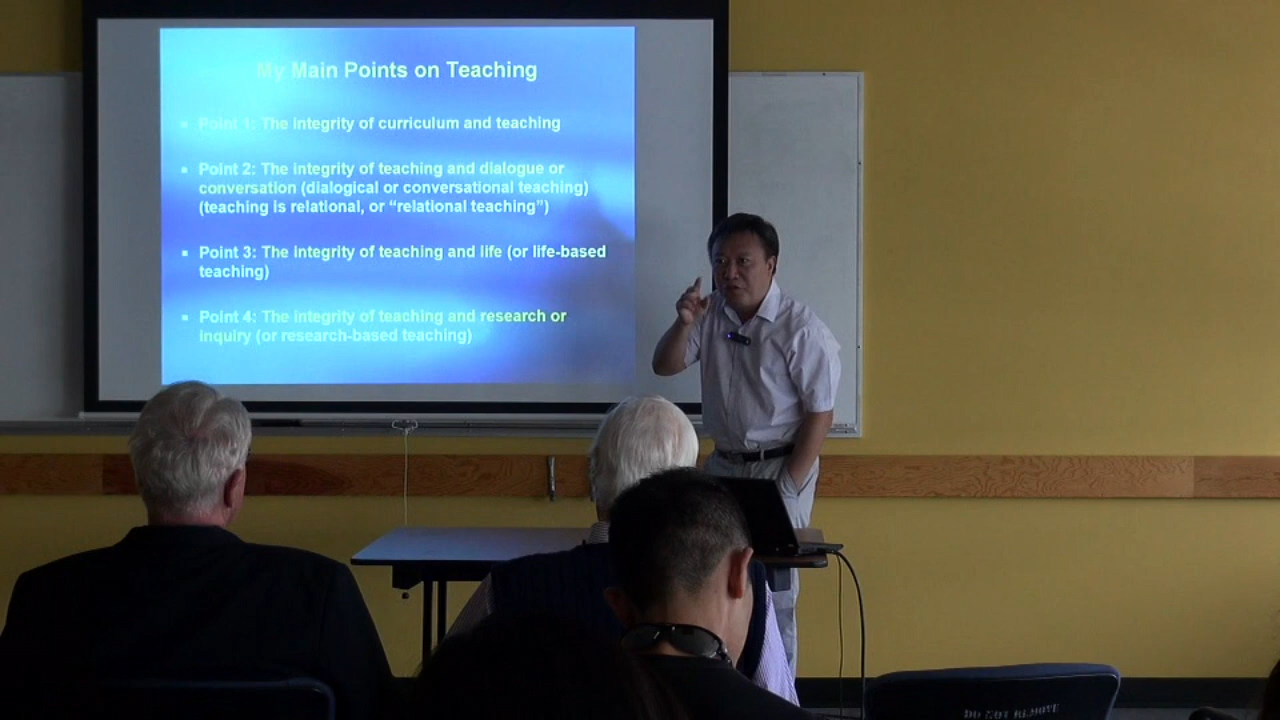 My Main Points on Teaching
▪ Point 1: The integrity of curriculum and teaching
▪ Point 2: The integrity of teaching and dialogue or
conversation (dialogical or conversational teaching)
(teaching is relational, or “relational teaching”)
▪ Point 3: The integrity of teaching and life (or life-based
teaching)
▪ Point 4: The integrity of teaching and research or
inquiry (or research-based teaching)
DO NOT REMOVE